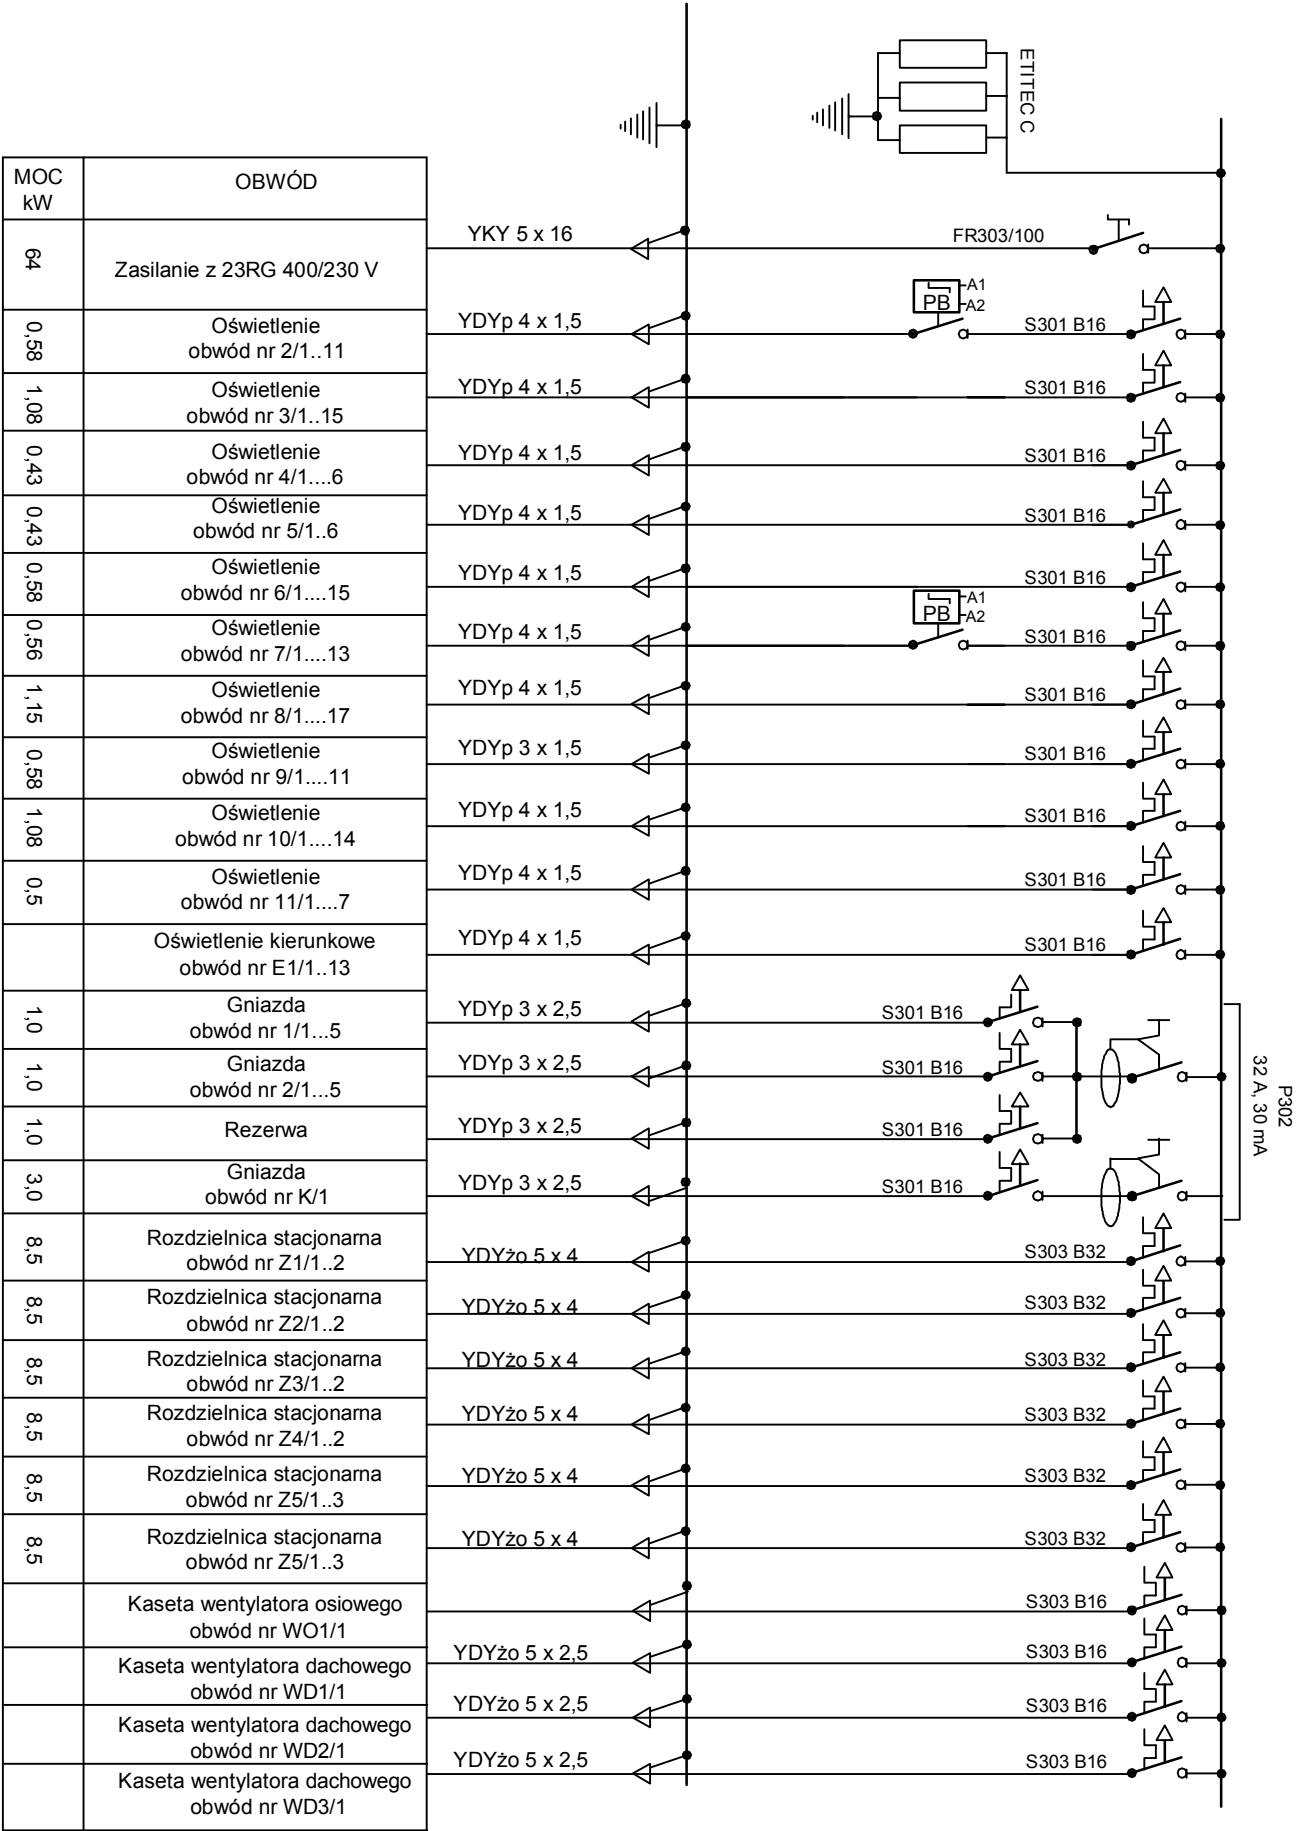 ETITEC C
MOC
kW
OBWÓD
64
Zasilanie z 23RG 400/230 V
YKY 5 x 16
FR303/100
0,58
Oświetlenie
obwód nr 2/1..11
YDYp 4 x 1,5
PB
A1
A2
S301 B16
1,08
Oświetlenie
obwód nr 3/1..15
YDYp 4 x 1,5
S301 B16
0,43
Oświetlenie
obwód nr 4/1....6
YDYp 4 x 1,5
S301 B16
0,43
Oświetlenie
obwód nr 5/1..6
YDYp 4 x 1,5
S301 B16
0,58
Oświetlenie
obwód nr 6/1....15
YDYp 4 x 1,5
S301 B16
0,56
Oświetlenie
obwód nr 7/1....13
YDYp 4 x 1,5
PB
A1
A2
S301 B16
1,15
Oświetlenie
obwód nr 8/1....17
YDYp 4 x 1,5
S301 B16
0,58
Oświetlenie
obwód nr 9/1....11
YDYp 3 x 1,5
S301 B16
1,08
Oświetlenie
obwód nr 10/1....14
YDYp 4 x 1,5
S301 B16
0,5
Oświetlenie
obwód nr 11/1....7
YDYp 4 x 1,5
S301 B16
Oświetlenie kierunkowe
obwód nr E1/1..13
YDYp 4 x 1,5
S301 B16
1,0
Gniazda
obwód nr 1/1...5
YDYp 3 x 2,5
S301 B16
1,0
Gniazda
obwód nr 2/1...5
YDYp 3 x 2,5
S301 B16
P302
32 A, 30 mA
1,0
Rezerwa
YDYp 3 x 2,5
S301 B16
3,0
Gniazda
obwód nr K/1
YDYp 3 x 2,5
S301 B16
8,5
Rozdzielnica stacjonarna
obwód nr Z1/1..2
YDYżo 5 x 4
S303 B32
8,5
Rozdzielnica stacjonarna
obwód nr Z2/1..2
YDYżo 5 x 4
S303 B32
8,5
Rozdzielnica stacjonarna
obwód nr Z3/1..2
YDYżo 5 x 4
S303 B32
8,5
Rozdzielnica stacjonarna
obwód nr Z4/1..2
YDYżo 5 x 4
S303 B32
8,5
Rozdzielnica stacjonarna
obwód nr Z5/1..3
YDYżo 5 x 4
S303 B32
8,5
Rozdzielnica stacjonarna
obwód nr Z5/1..3
YDYżo 5 x 4
S303 B32
Kaseta wentylatora osiowego
obwód nr WO1/1
S303 B16
Kaseta wentylatora dachowego
obwód nr WD1/1
YDYżo 5 x 2,5
S303 B16
Kaseta wentylatora dachowego
obwód nr WD2/1
YDYżo 5 x 2,5
S303 B16
Kaseta wentylatora dachowego
obwód nr WD3/1
YDYżo 5 x 2,5
S303 B16